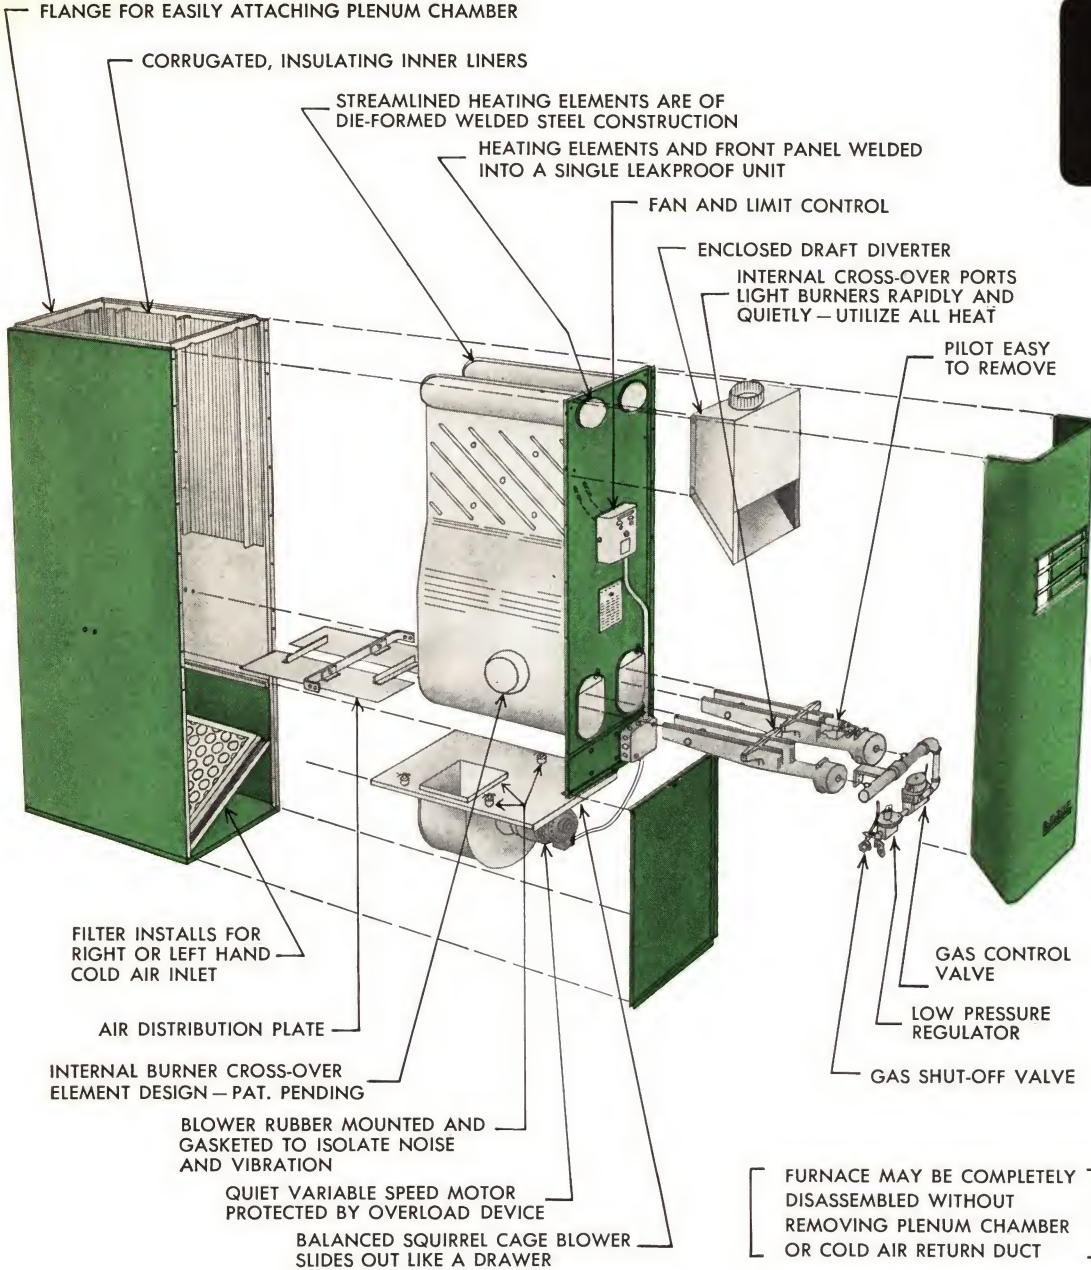 FLANGE FOR EASILY ATTACHING PLENUM CHAMBER
CORRUGATED, INSULATING INNER LINERS
STREAMLINED HEATING ELEMENTS ARE OF
DIE-FORMED WELDED STEEL CONSTRUCTION
HEATING ELEMENTS AND FRONT PANEL WELDED
INTO A SINGLE LEAKPROOF UNIT
FAN AND LIMIT CONTROL
ENCLOSED DRAFT DIVERTER
INTERNAL CROSS-OVER PORTS
LIGHT BURNERS RAPIDLY AND
QUIETLY — UTILIZE ALL HEAT
PILOT EASY
TO REMOVE
FILTER INSTALLS FOR
RIGHT OR LEFT HAND
COLD AIR INLET
AIR DISTRIBUTION PLATE
INTERNAL BURNER CROSS-OVER
ELEMENT DESIGN — PAT. PENDING
BLOWER RUBBER MOUNTED AND
GASKETED TO ISOLATE NOISE
AND VIBRATION
QUIET VARIABLE SPEED MOTOR
PROTECTED BY OVERLOAD DEVICE
BALANCED SQUIRREL CAGE BLOWER
SLIDES OUT LIKE A DRAWER
GAS CONTROL
VALVE
LOW PRESSURE
REGULATOR
GAS SHUT-OFF VALVE
FURNACE MAY BE COMPLETELY
DISASSEMBLED WITHOUT
REMOVING PLENUM CHAMBER
OR COLD AIR RETURN DUCT